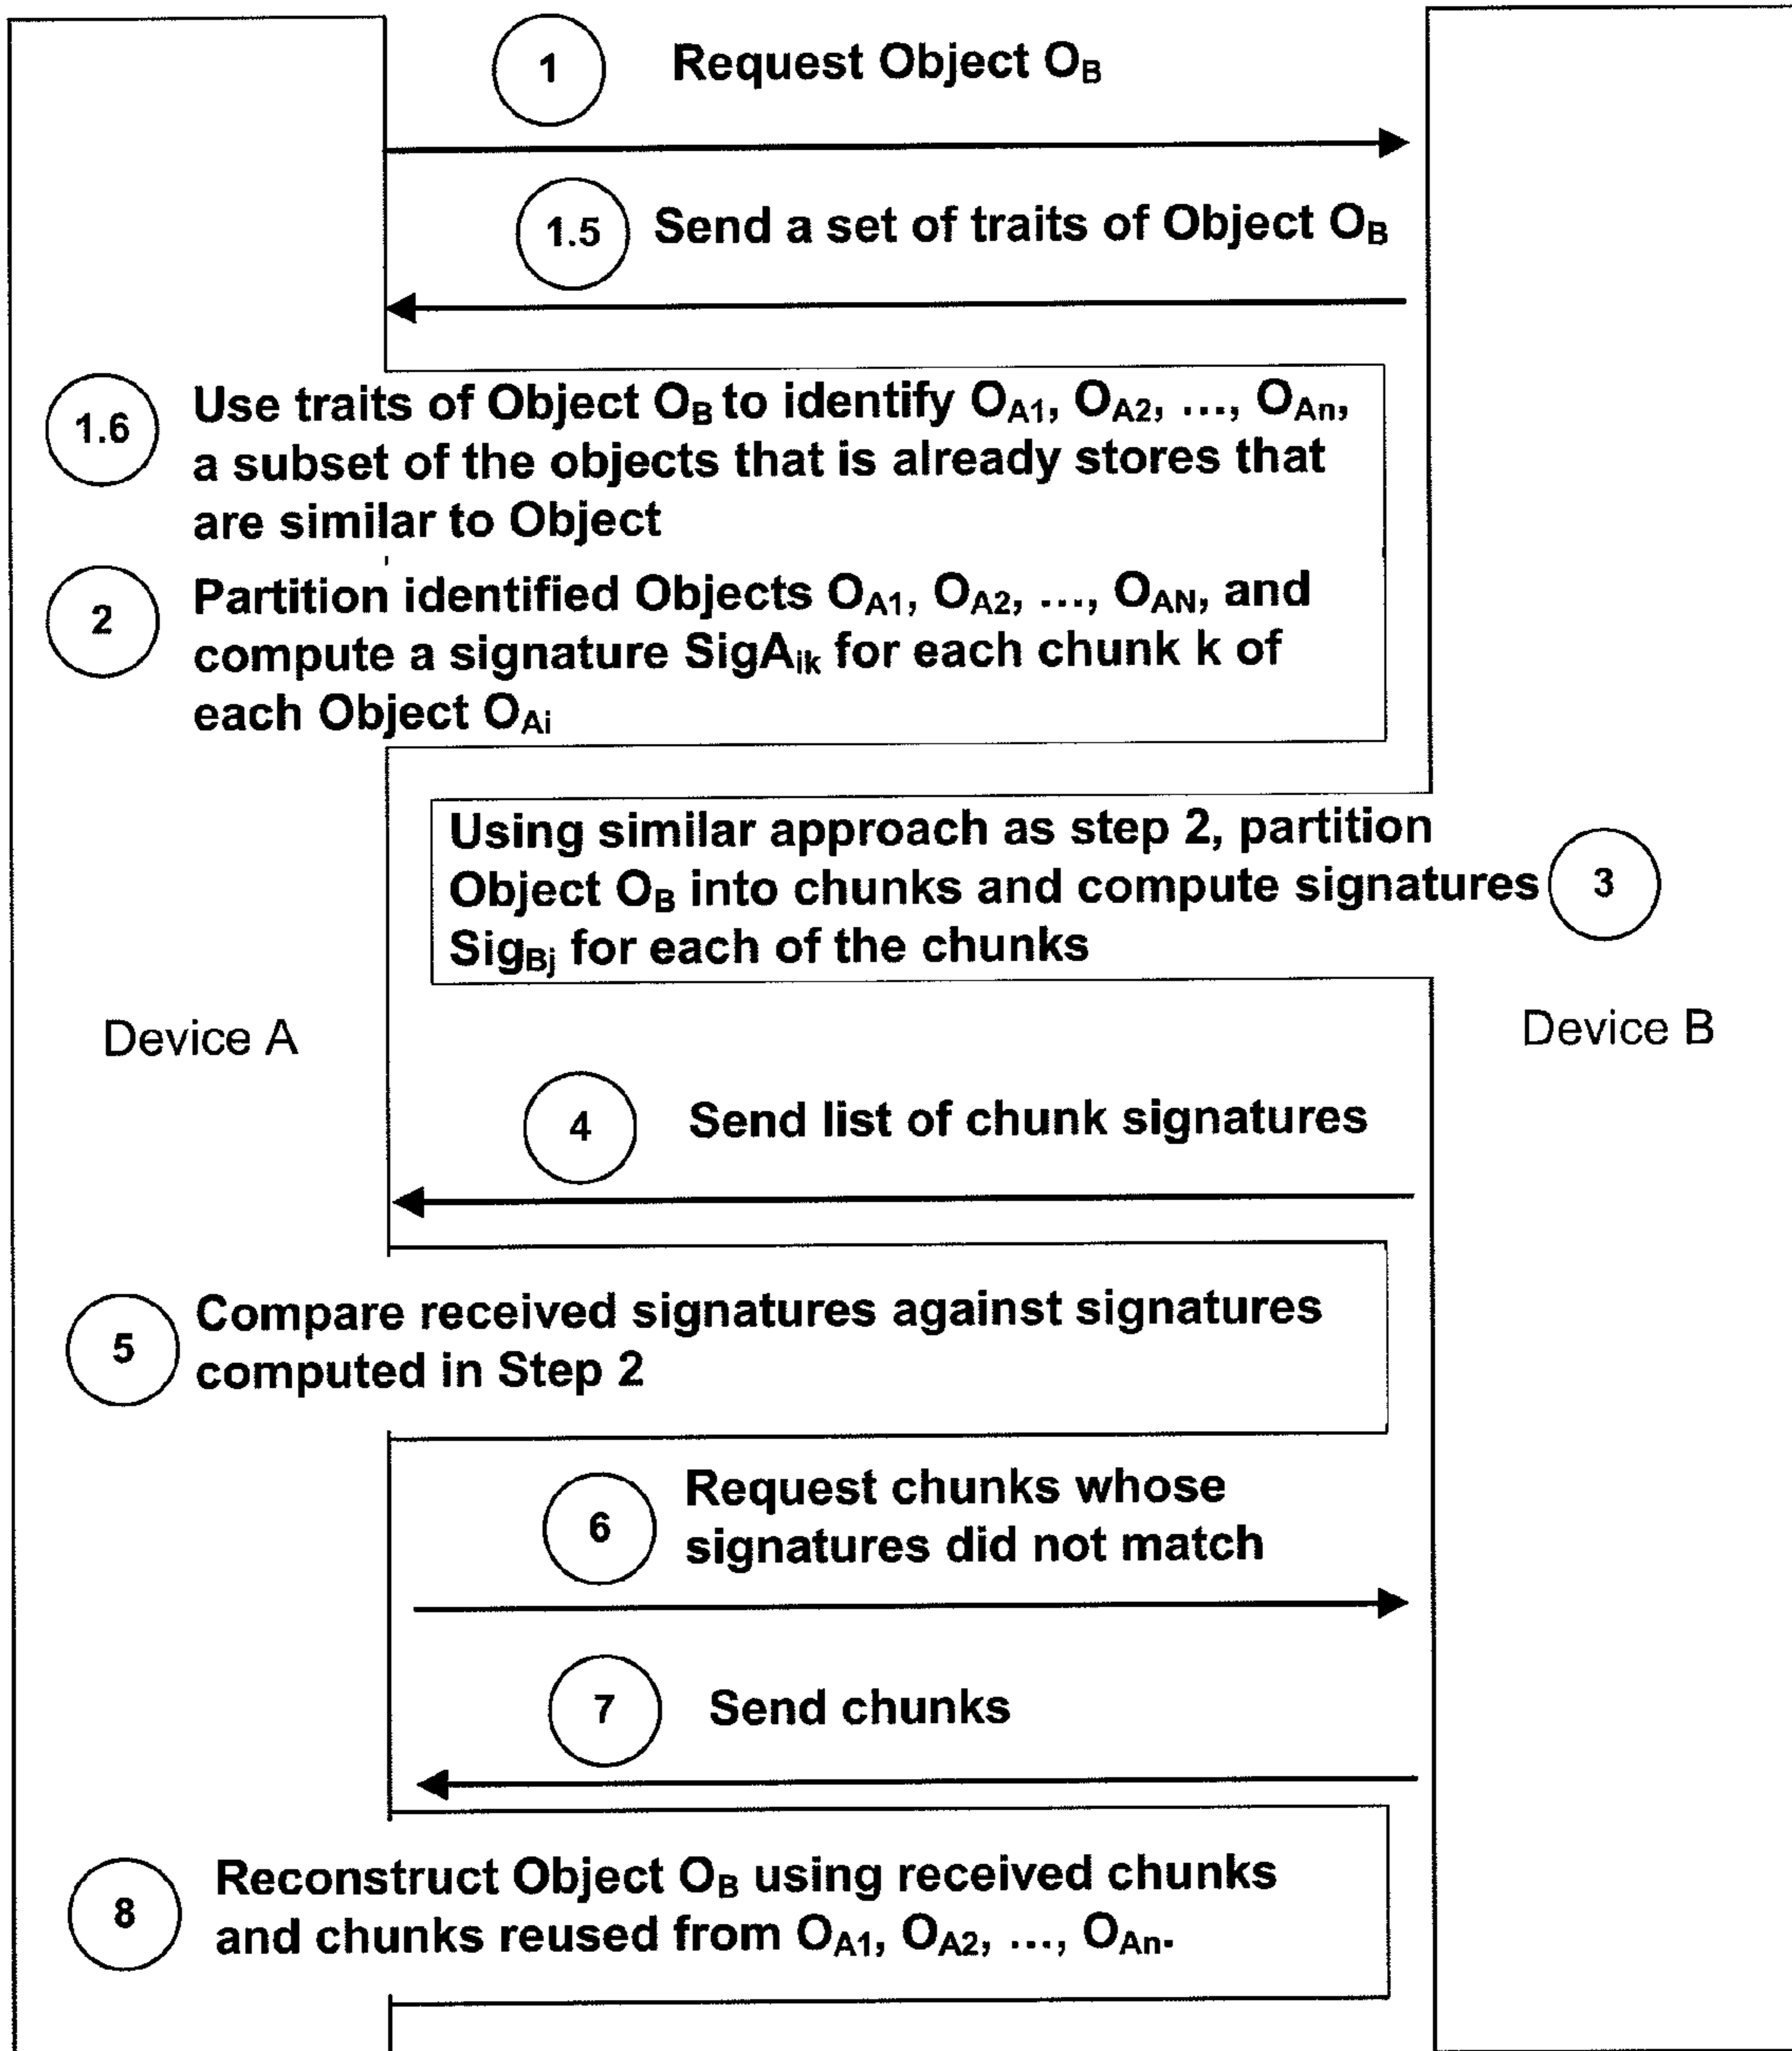 1 Request Object OB
1.5 Send a set of traits of Object OB
1.6 Use traits of Object OB to identify OA1, OA2, ..., OAn,
a subset of the objects that is already stores that
are similar to Object
2 Partition identified Objects OA1, OA2, ..., OAN, and
compute a signature SigAik for each chunk k of
each Object OAi
Using similar approach as step 2, partition
Object OB into chunks and compute signatures 3
SigBj for each of the chunks
Device A
Device B
4 Send list of chunk signatures
5 Compare received signatures against signatures
computed in Step 2
6 Request chunks whose
signatures did not match
7 Send chunks
8 Reconstruct Object OB using received chunks
and chunks reused from OA1, OA2, ..., OAn.